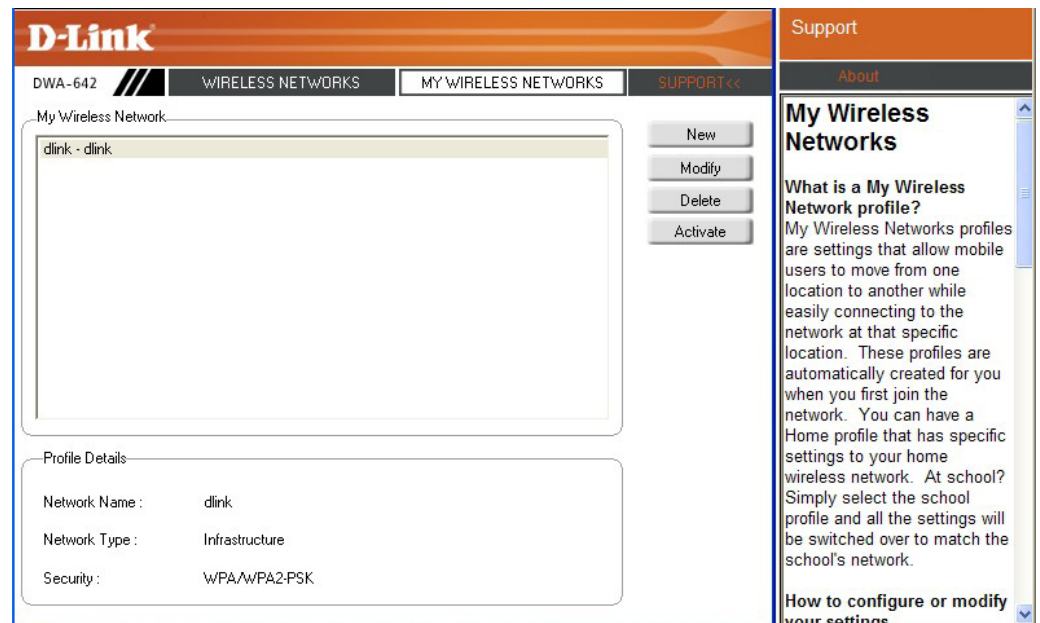 D-Link
DWA-642
WIRELESS NETWORKS
MY WIRELESS NETWORKS
SUPPORT<<
My Wireless Network
dlink - dlink
New
Modify
Delete
Activate
Profile Details
Network Name :
dlink
Network Type :
Infrastructure
Security :
WPA/WPA2-PSK
Support
About
My Wireless
Networks
What is a My Wireless
Network profile?
My Wireless Networks profiles
are settings that allow mobile
users to move from one
location to another while
easily connecting to the
network at that specific
location.  These profiles are
automatically created for you
when you first join the
network.  You can have a
Home profile that has specific
settings to your home
wireless network.  At school?
Simply select the school
profile and all the settings will
be switched over to match the
school's network.
How to configure or modify
your settings